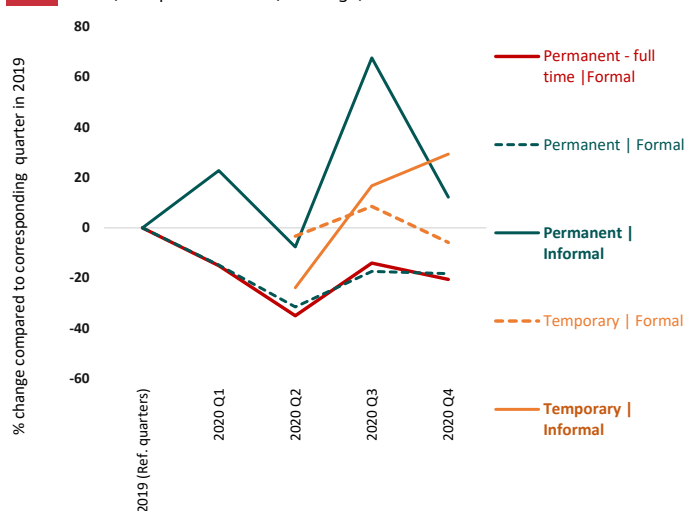 80
60
40
20
0
-20
-40
-60
% change compared to corresponding quarter in 2019
2019 (Ref. quarters)
2020 Q1
2020 Q2
2020 Q3
2020 Q4
Permanent - full
time |Formal
Permanent | Formal
Permanent |
Informal
Temporary | Formal
Temporary |
Informal